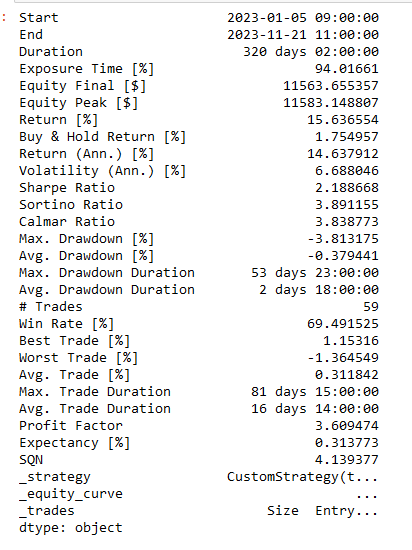 : Start 2023-01-05 09:00:00
End 2023-11-21 11:00:00
Duration 320 days 02:00:00
Exposure Time [%] 94.01661
Equity Final [$] 11563.655357
Equity Peak [$] 11583.148807
Return [%] 15.636554
Buy & Hold Return [%] 1.754957
Return (Ann.) [%] 14.637912
Volatility (Ann.) [%] 6.688046
Sharpe Ratio 2.188668
Sortino Ratio 3.891155
Calmar Ratio 3.838773
Max. Drawdown [%] -3.813175
Avg. Drawdown [%] -0.379441
Max. Drawdown Duration 53 days 23:00:00
Avg. Drawdown Duration 2 days 18:00:00
# Trades 59
Win Rate [%] 69.491525
Best Trade [%] 1.15316
Worst Trade [%] -1.364549
Avg. Trade [%] 0.311842
Max. Trade Duration 81 days 15:00:00
Avg. Trade Duration 16 days 14:00:00
Profit Factor 3.609474
Expectancy [%] 0.313773
SQN 4.139377
_strategy CustomStrategy(t...
_equity_curve ...
_trades Size Entry...
dtype: object